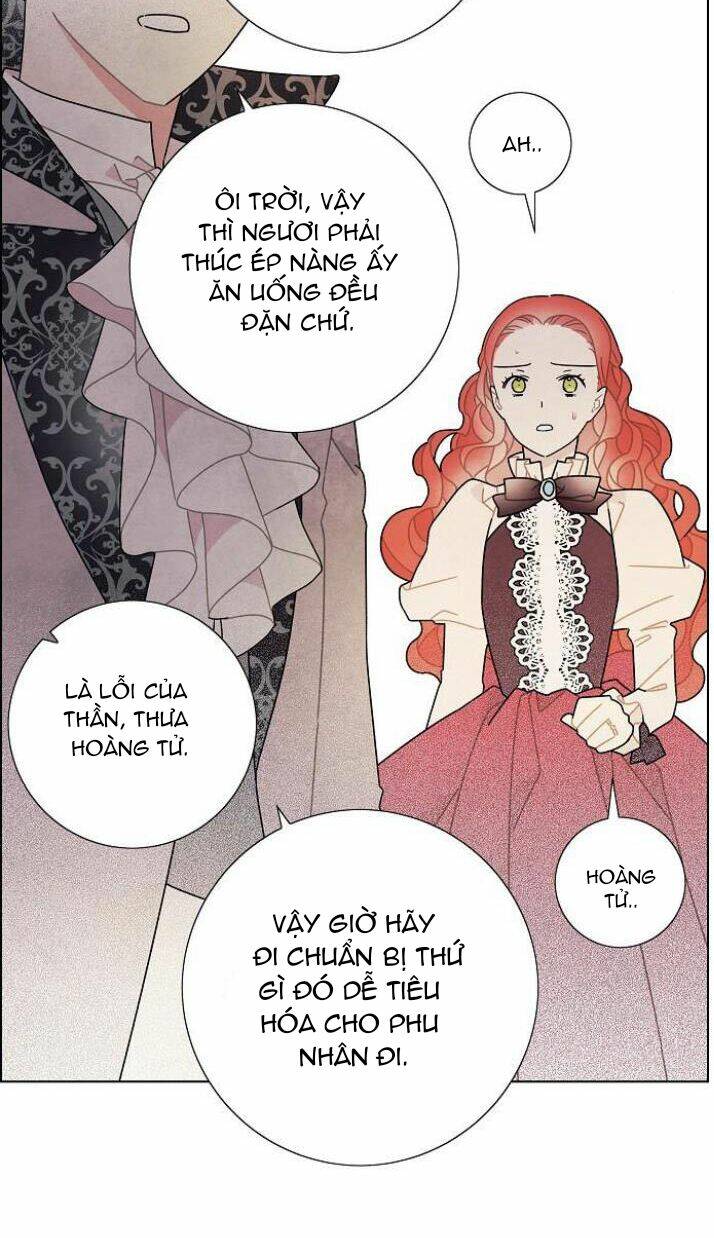 AH..
ÔI TRỜI, VẬY
THÌ NGƯƠI PHẢI
THÚC ÉP NÀNG ẤY
ĂN UỐNG ĐỀU
ĐẶN CHỨ.
LÀ LỖI CỦA
THẦN, THƯA
HOÀNG TỬ.
HOÀNG
TỬ..
VẬY GIỜ HÃY
ĐI CHUẨN BỊ THỨ
GÌ ĐÓ DỄ TIÊU
HÓA CHO PHU
NHÂN ĐI.